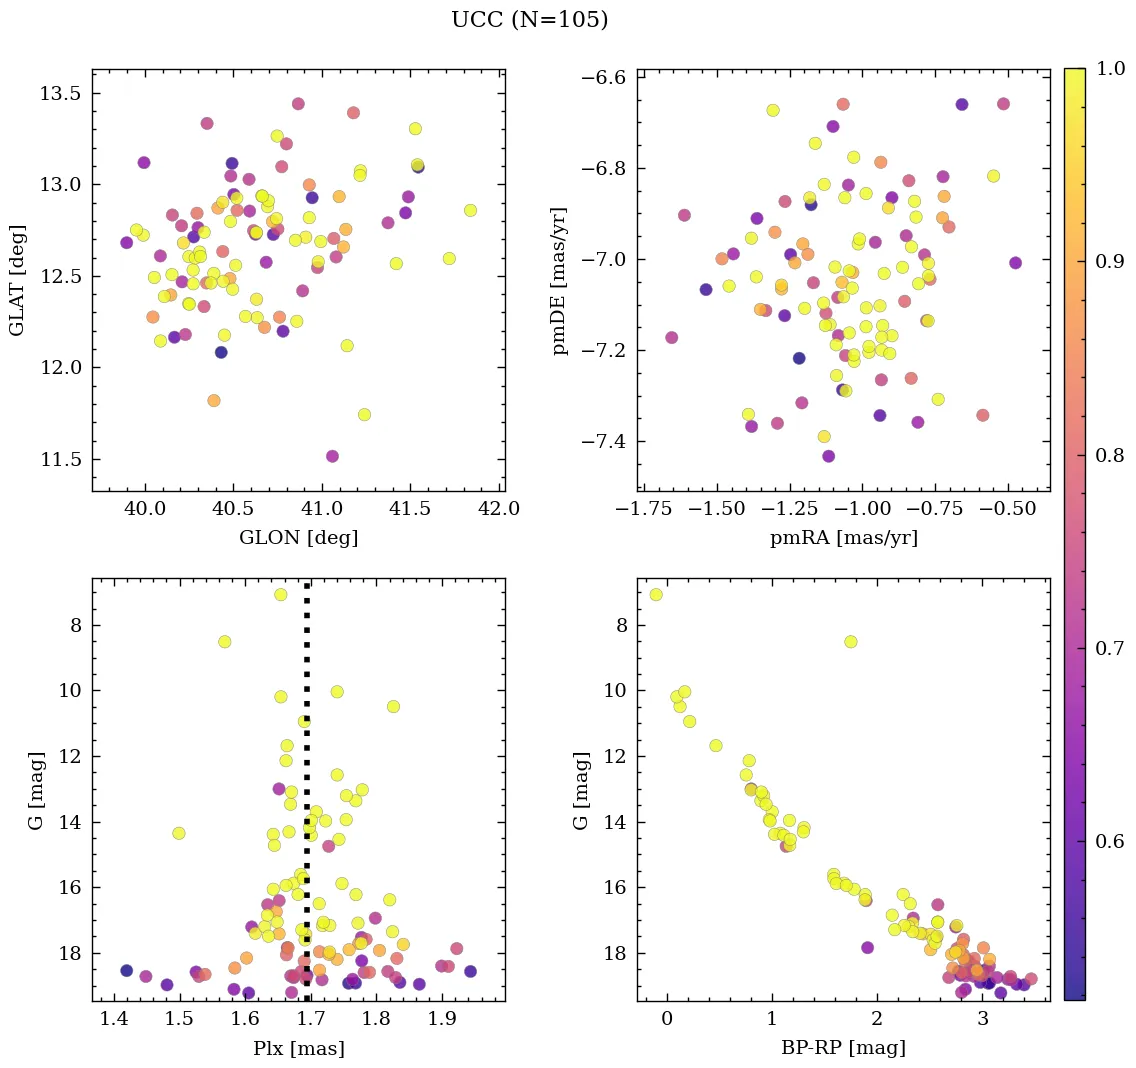 UCC (N=105)
13.5
13.0
12.5
12.0
11.5
GLAT [deg]
40.0 40.5 41.0 41.5 42.0
GLON [deg]
−6.6
−6.8
−7.0
−7.2
−7.4
pmDE [mas/yr]
−1.75 −1.50 −1.25 −1.00 −0.75 −0.50
pmRA [mas/yr]
8
10
12
14
16
18
G [mag]
1.4 1.5 1.6 1.7 1.8 1.9
Plx [mas]
8
10
12
14
16
18
G [mag]
0 1 2 3
BP-RP [mag]
1.0
0.9
0.8
0.7
0.6